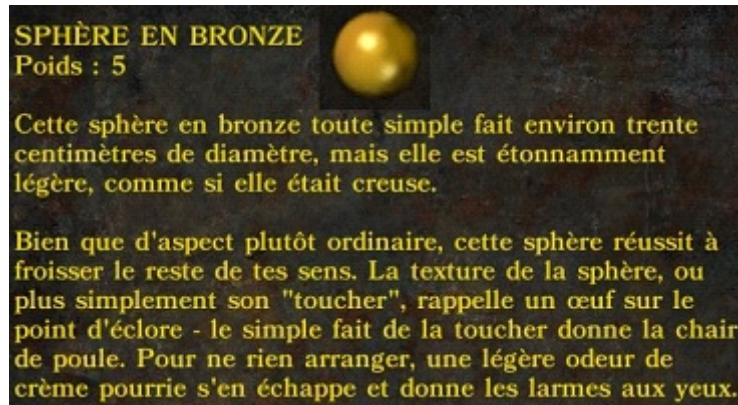 SPHÈRE EN BRONZE
Poids : 5
Cette sphère en bronze toute simple fait environ trente
centimètres de diamètre, mais elle est étonnamment
légère, comme si elle était creuse.
Bien que d'aspect plutôt ordinaire, cette sphère réussit à
froisser le reste de tes sens. La texture de la sphère, ou
plus simplement son "toucher", rappelle un œuf sur le
point d'éclore - le simple fait de la toucher donne la chair
de poule. Pour ne rien arranger, une légère odeur de
crème pourrie s'en échappe et donne les larmes aux yeux.